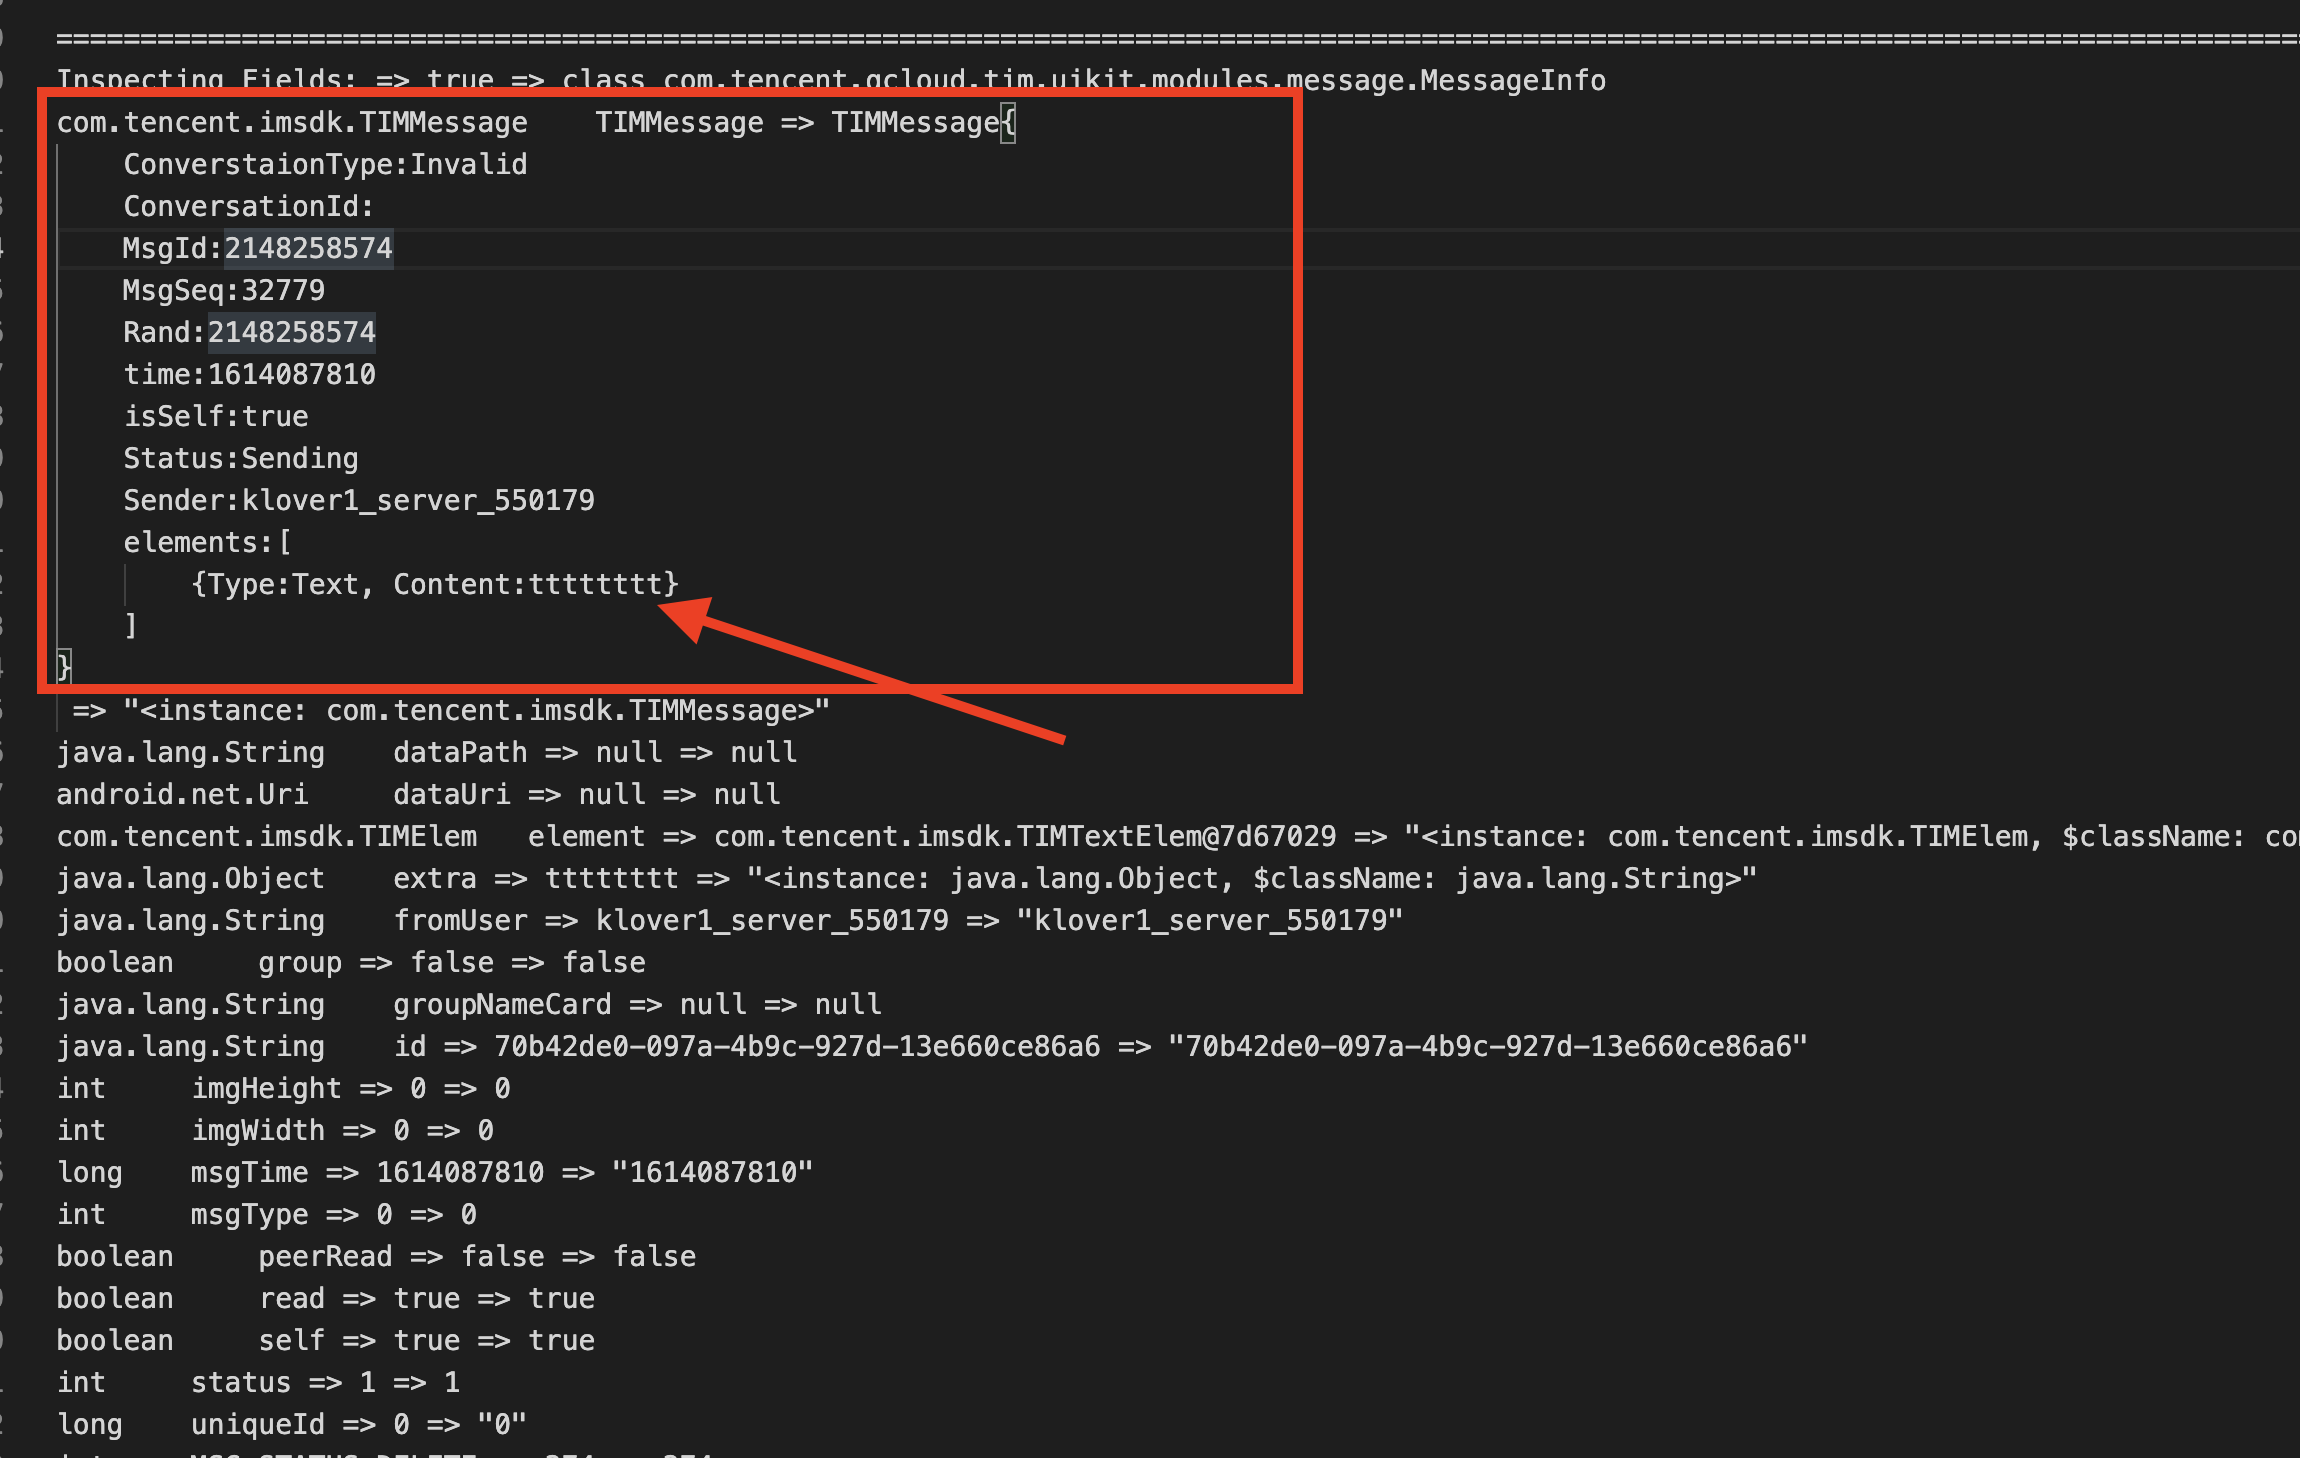 ================================================================================================================================
Inspecting Fields: => true => class com.tencent.qcloud.tim.uikit.modules.message.MessageInfo
com.tencent.imsdk.TIMMessage    TIMMessage => TIMMessage{
    ConverstaionType:Invalid
    ConversationId:
    MsgId:2148258574
    MsgSeq:32779
    Rand:2148258574
    time:1614087810
    isSelf:true
    Status:Sending
    Sender:klover1_server_550179
    elements:[
        {Type:Text, Content:tttttttt}
    ]
}
 => "<instance: com.tencent.imsdk.TIMMessage>"
java.lang.String    dataPath => null => null
android.net.Uri     dataUri => null => null
com.tencent.imsdk.TIMElem   element => com.tencent.imsdk.TIMTextElem@7d67029 => "<instance: com.tencent.imsdk.TIMElem, $className:
java.lang.Object    extra => tttttttt => "<instance: java.lang.Object, $className: java.lang.String>"
java.lang.String    fromUser => klover1_server_550179 => "klover1_server_550179"
boolean     group => false => false
java.lang.String    groupNameCard => null => null
java.lang.String    id => 70b42de0-097a-4b9c-927d-13e660ce86a6 => "70b42de0-097a-4b9c-927d-13e660ce86a6"
int     imgHeight => 0 => 0
int     imgWidth => 0 => 0
long    msgTime => 1614087810 => "1614087810"
int     msgType => 0 => 0
boolean     peerRead => false => false
boolean     read => true => true
boolean     self => true => true
int     status => 1 => 1
long    uniqueId => 0 => "0"